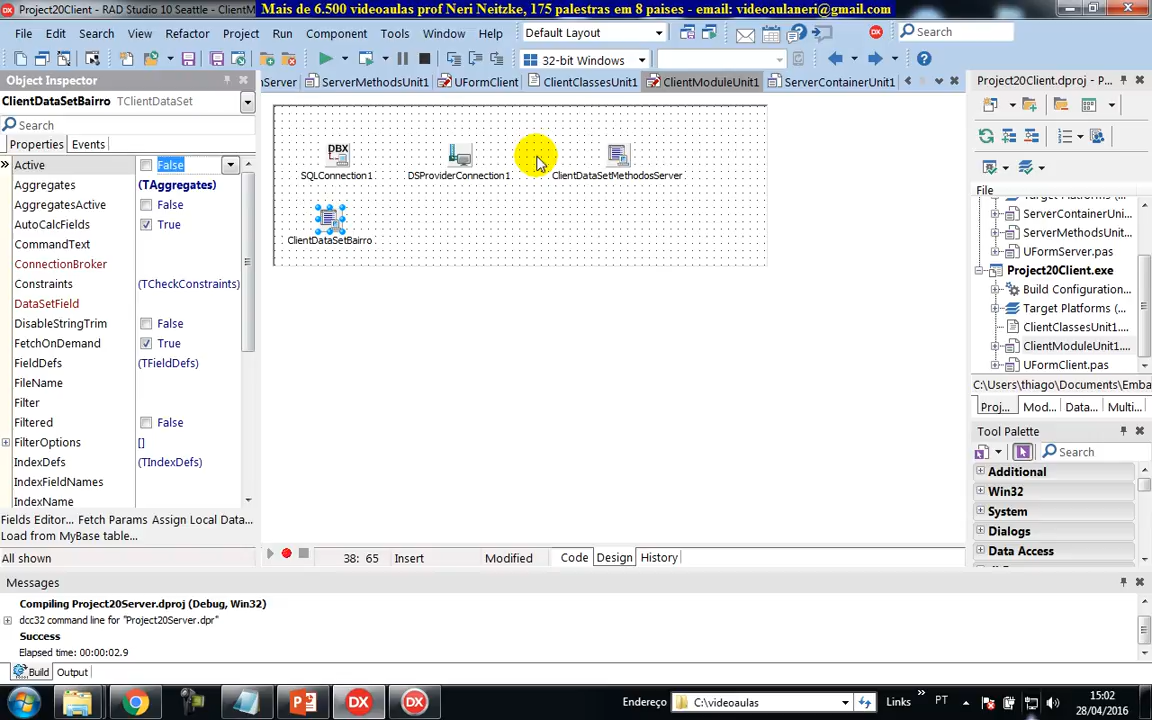 Project20Client - RAD Studio 10 Seattle - ClientM
Mais de 6.500 videoaulas prof Neri Neitzke, 175 palestras em 8 paises - email: videoaulaneri@gmail.com
File Edit Search View Refactor Project Run Component Tools Window Help
Default Layout
Search
32-bit Windows
Object Inspector
ClientDataSetBairro TClientDataSet
Search
Properties Events
Active False
Aggregates (TAggregates)
AggregatesActive False
AutoCalcFields True
CommandText
ConnectionBroker
Constraints (TCheckConstraints)
DataSetField
DisableStringTrim False
FetchOnDemand True
FieldDefs (TFieldDefs)
FileName
Filter
Filtered False
FilterOptions []
IndexDefs (TIndexDefs)
IndexFieldNames
IndexName
Fields Editor... Fetch Params Assign Local Data...
Load from MyBase table...
All shown
Server ServerMethodsUnit1 UFormClient ClientClassesUnit1 ClientModuleUnit1 ServerContainerUnit1
DBX
SQLConnection1
DSProviderConnection1
ClientDataSetMetodosServer
ClientDataSetBairro
38: 65 Insert Modified Code Design History
Project20Client.dproj - P...
File
Target Platforms (...
ServerContainerUni...
ServerMethodsUnit1...
UFormServer.pas
Project20Client.exe
Build Configuration...
Target Platforms (...
ClientClassesUnit1....
ClientModuleUnit1....
UFormClient.pas
C:\Users\thiago\Documents\Emba
Proj... Mod... Data... Multi...
Tool Palette
Search
Additional
Win32
System
Dialogs
Data Access
Messages
Compiling Project20Server.dproj (Debug, Win32)
dcc32 command line for "Project20Server.dpr"
Success
Elapsed time: 00:00:02.9
Build Output
DX
DX
Endereço C:\videoaulas Links » PT
15:02
28/04/2016